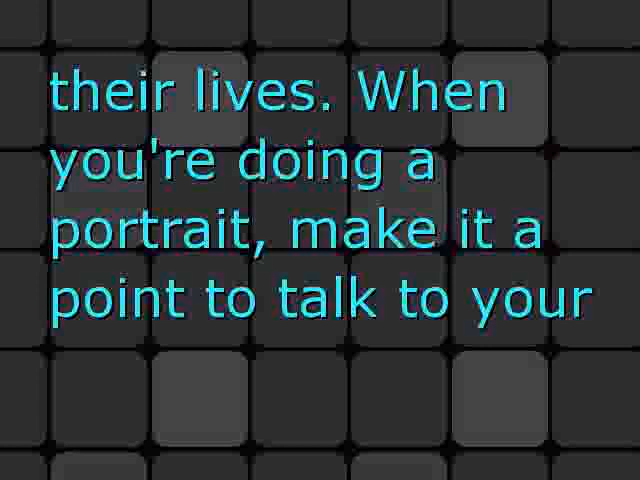 their lives. When
you're doing a
portrait, make it a
point to talk to your